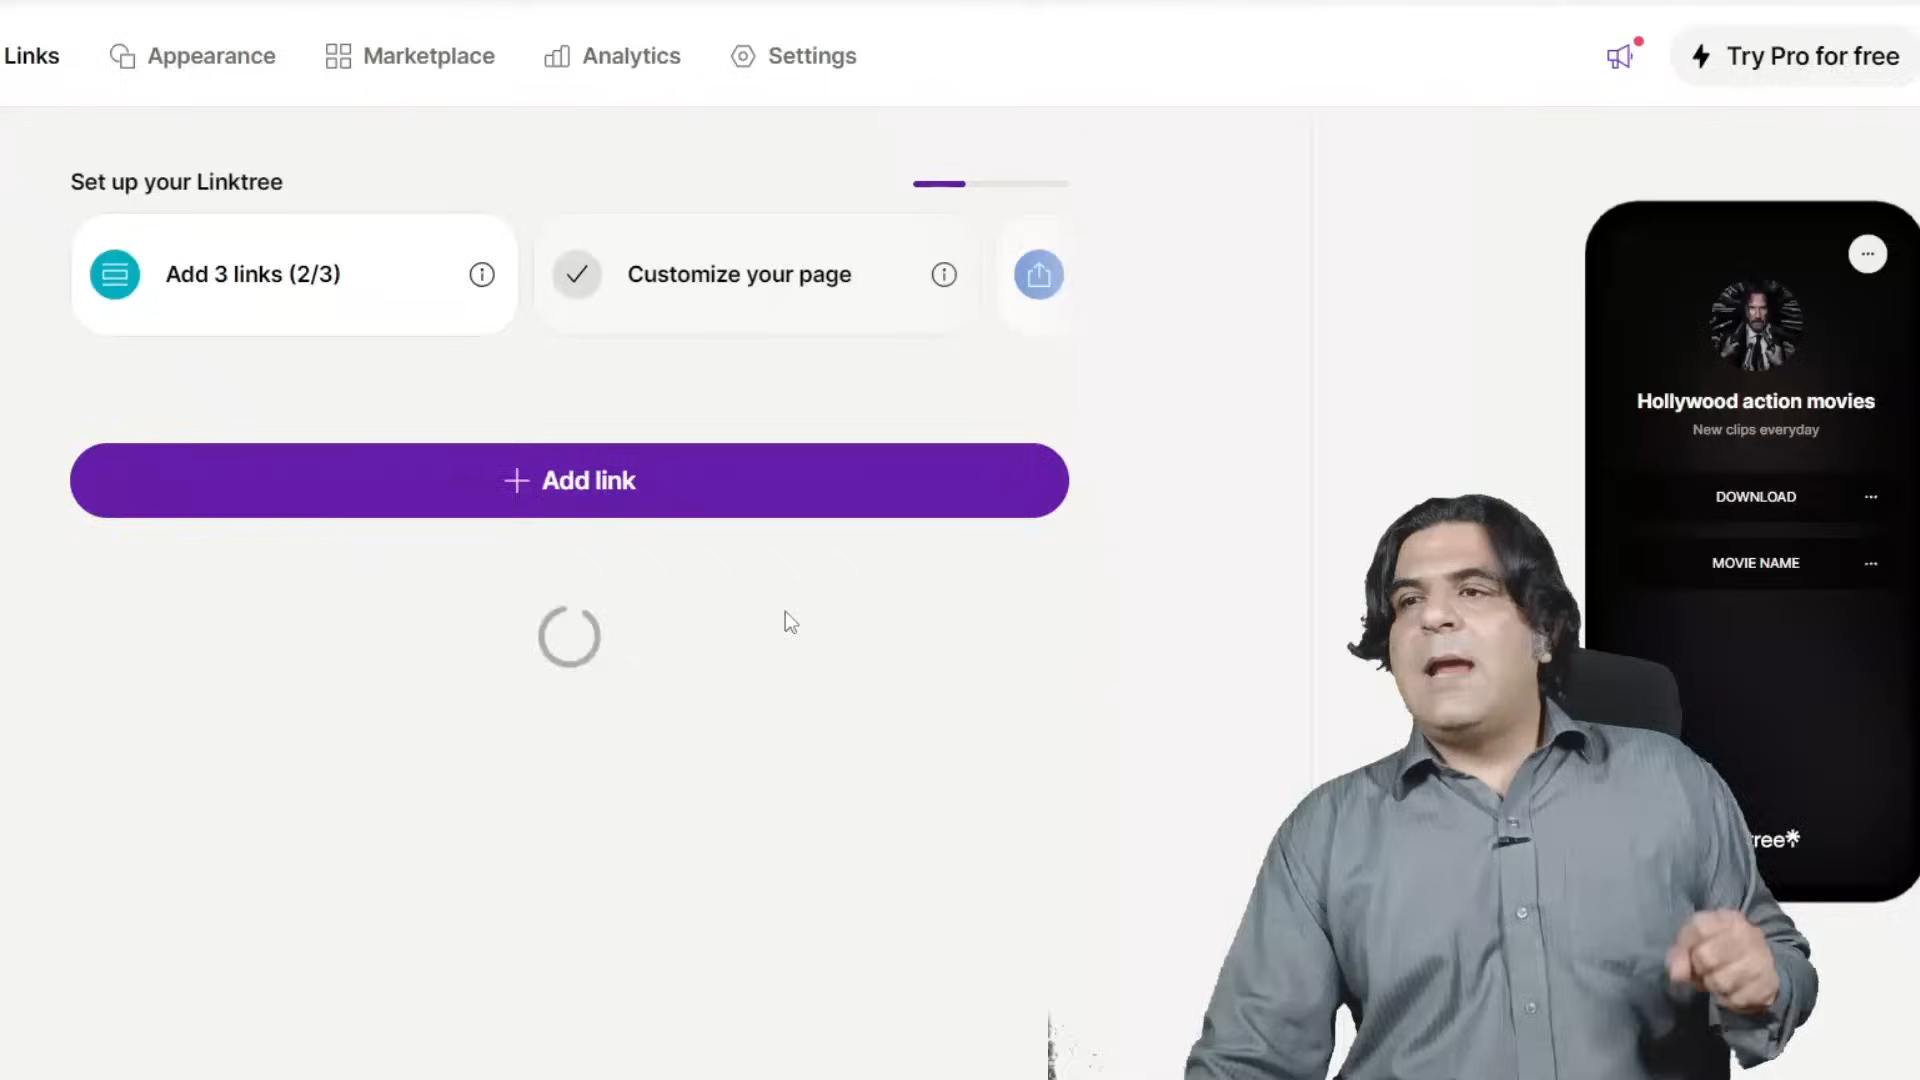 Links
Appearance
Marketplace
Analytics
Settings
Try Pro for free
Set up your Linktree
Add 3 links (2/3)
Customize your page
Add link
Hollywood action movies
New clips everyday
DOWNLOAD
MOVIE NAME
ree